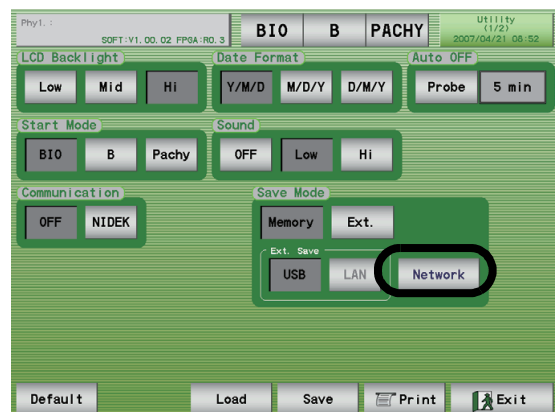 Phy1. :
SOFT:V1.00.02 FPGA:R0.3
BIO B PACHY
Utility
(1/2)
2007/04/21 08:52
LCD Backlight Date Format Auto OFF
Low Mid Hi Y/M/D M/D/Y D/M/Y Probe 5 min
Start Mode Sound
BIO B Pachy OFF Low Hi
Communication Save Mode
OFF NIDEK Memory Ext.
Ext. Save
USB LAN Network
Default Load Save Print Exit